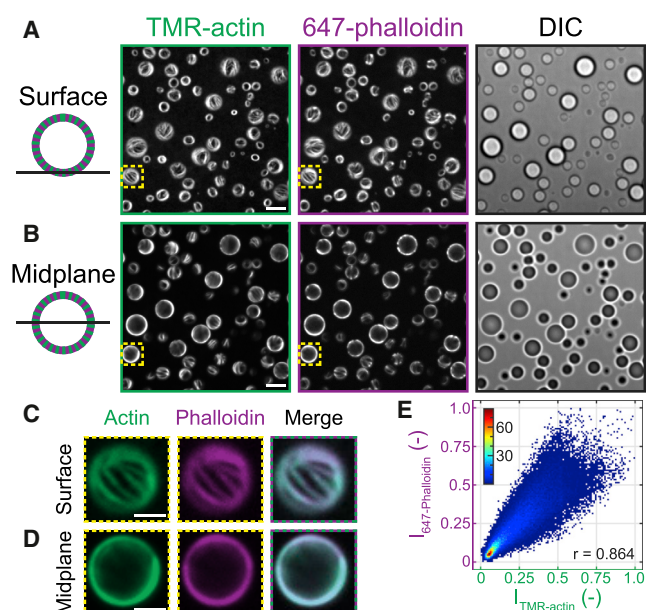 A
TMR-actin
647-phalloidin
DIC
Surface
B
Midplane
C
Actin
Phalloidin
Merge
Surface
D
Midplane
E
1.0
0.75
0.5
0.25
0
I647-Phalloidin (-)
60
30
r = 0.864
0
0.25
0.5
0.75
1.0
ITMR-actin (-)